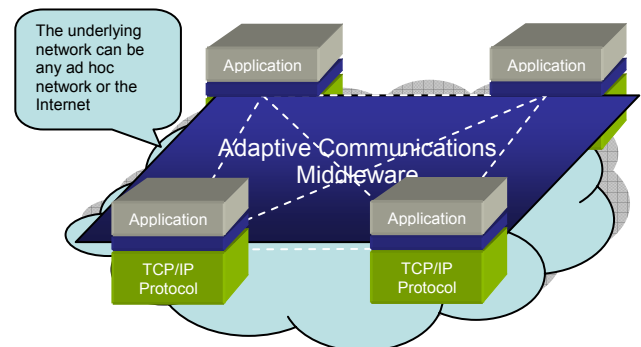 The underlying
network can be
any ad hoc
network or the
Internet
Application
Application
Adaptive Communications
Middleware
Application
Application
TCP/IP
Protocol
TCP/IP
Protocol